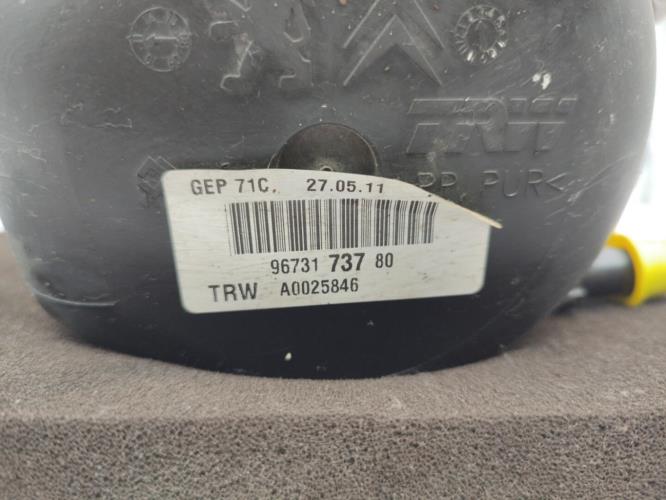 TRW
PP PUR<
GEP 71C. 27.05.11
96731 737 80
TRW A0025846